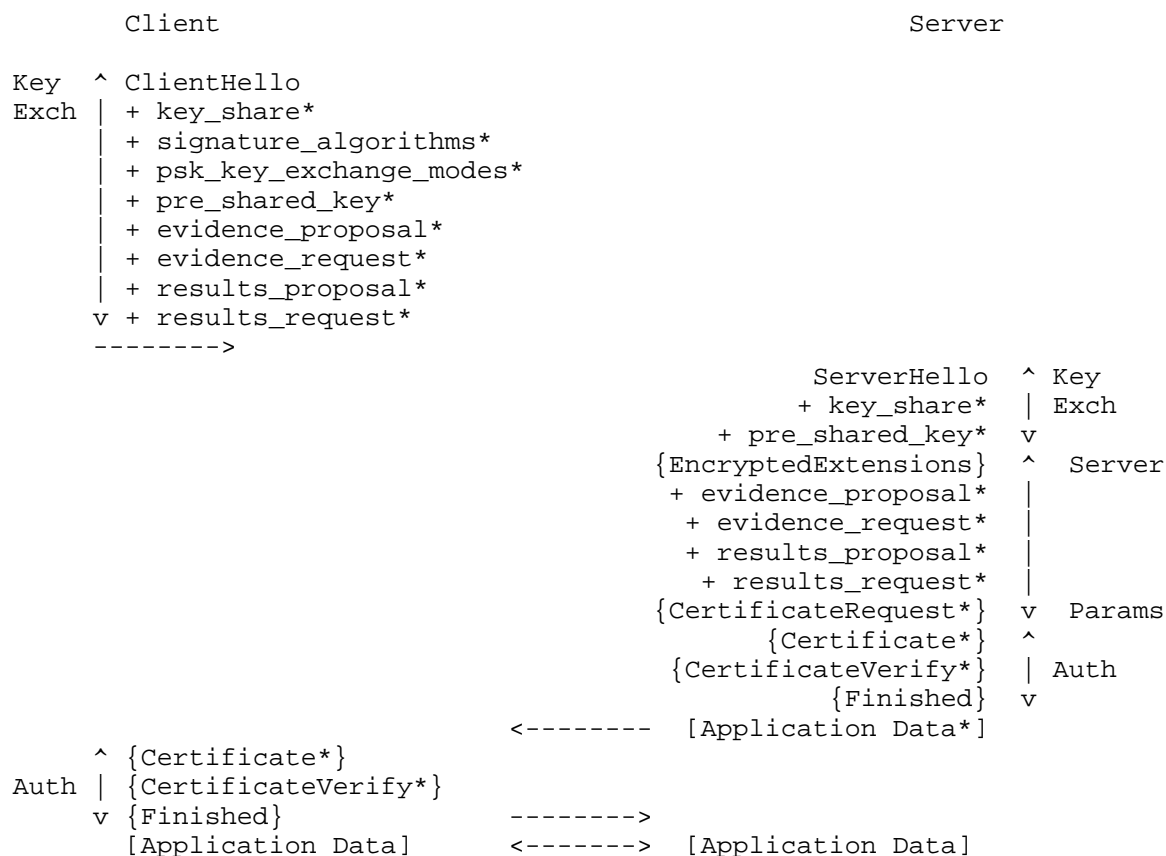 Client                                           Server

Key  ^ ClientHello
Exch | + key_share*
     | + signature_algorithms*
     | + psk_key_exchange_modes*
     | + pre_shared_key*
     | + evidence_proposal*
     | + evidence_request*
     | + results_proposal*
     v + results_request*
     -------->
                                                  ServerHello  ^ Key
                                                 + key_share*  | Exch
                                            + pre_shared_key*  v
                                        {EncryptedExtensions}  ^  Server
                                         + evidence_proposal*  |
                                          + evidence_request*  |
                                          + results_proposal*  |
                                           + results_request*  |
                                        {CertificateRequest*}  v  Params
                                               {Certificate*}  ^
                                         {CertificateVerify*}  | Auth
                                                   {Finished}  v
                               <--------  [Application Data*]
     ^ {Certificate*}
Auth | {CertificateVerify*}
     v {Finished}              -------->
       [Application Data]      <------->  [Application Data]